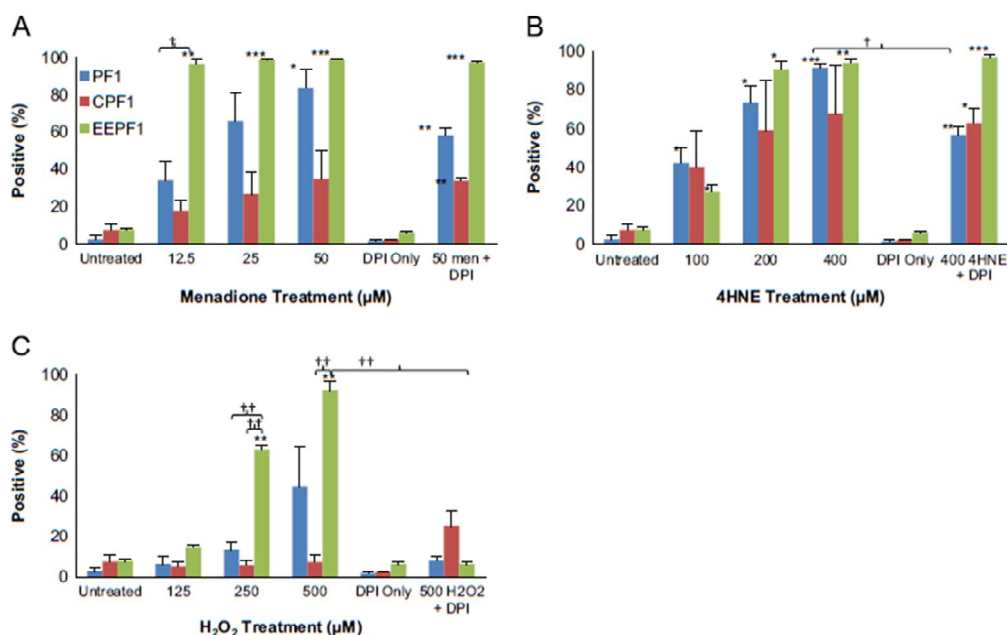 A
†
** *** *** ***
100
PF1
CPF1
EEPF1
*
80
60
**
40
**
20
0
Positive (%)
Untreated 12.5 25 50 DPI Only 50 men +
DPI
Menadione Treatment (µM)
B
†
100
* *** ** ***
80
*
60
* **
*
40
*
20
0
Positive (%)
Untreated 100 200 400 DPI Only 400 4HNE
+ DPI
4HNE Treatment (µM)
C
†† ††
**
100
80
††
††
**
60
40
20
0
Positive (%)
Untreated 125 250 500 DPI Only 500 H2O2
+ DPI
H₂O₂ Treatment (µM)